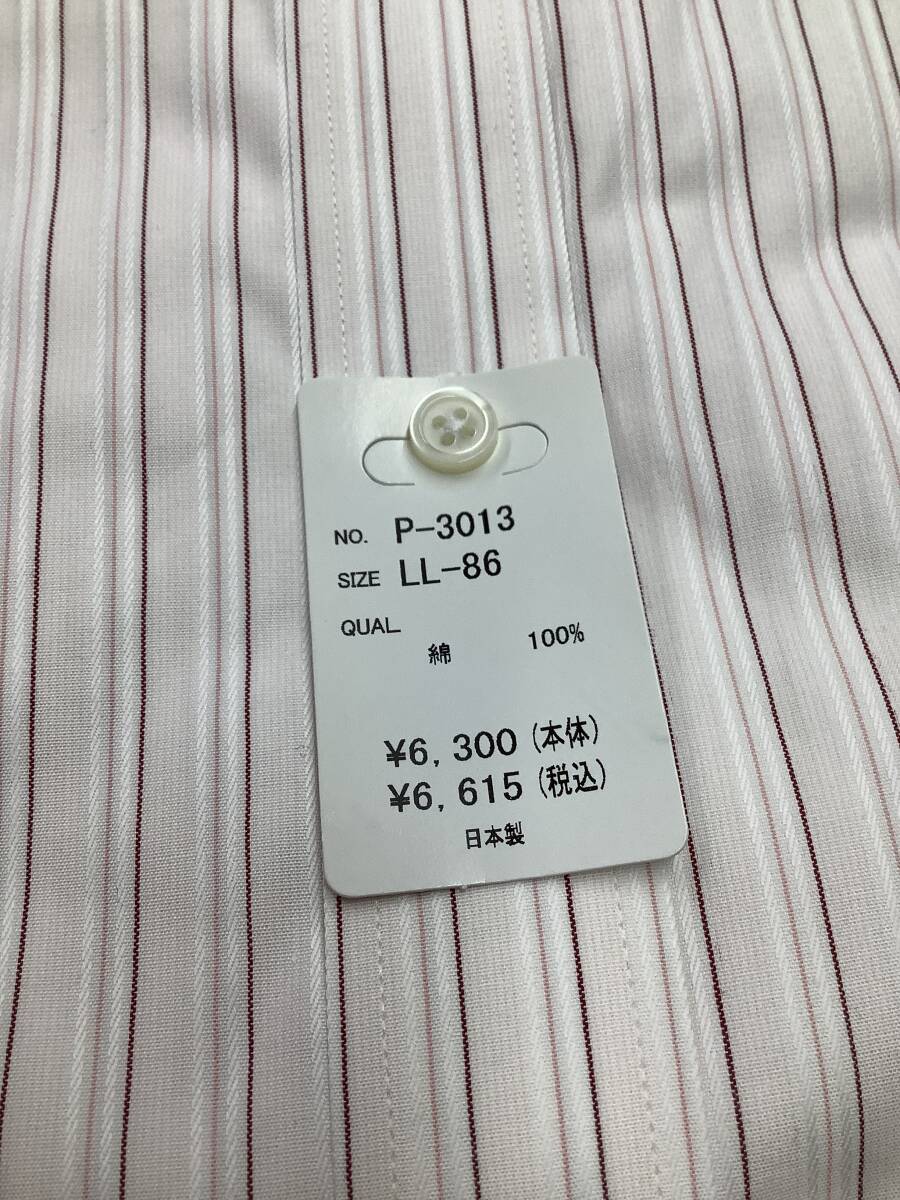 NO. P-3013
SIZE LL-86
QUAL
綿 100%
¥6,300(本体)
¥6,615(税込)
日本製